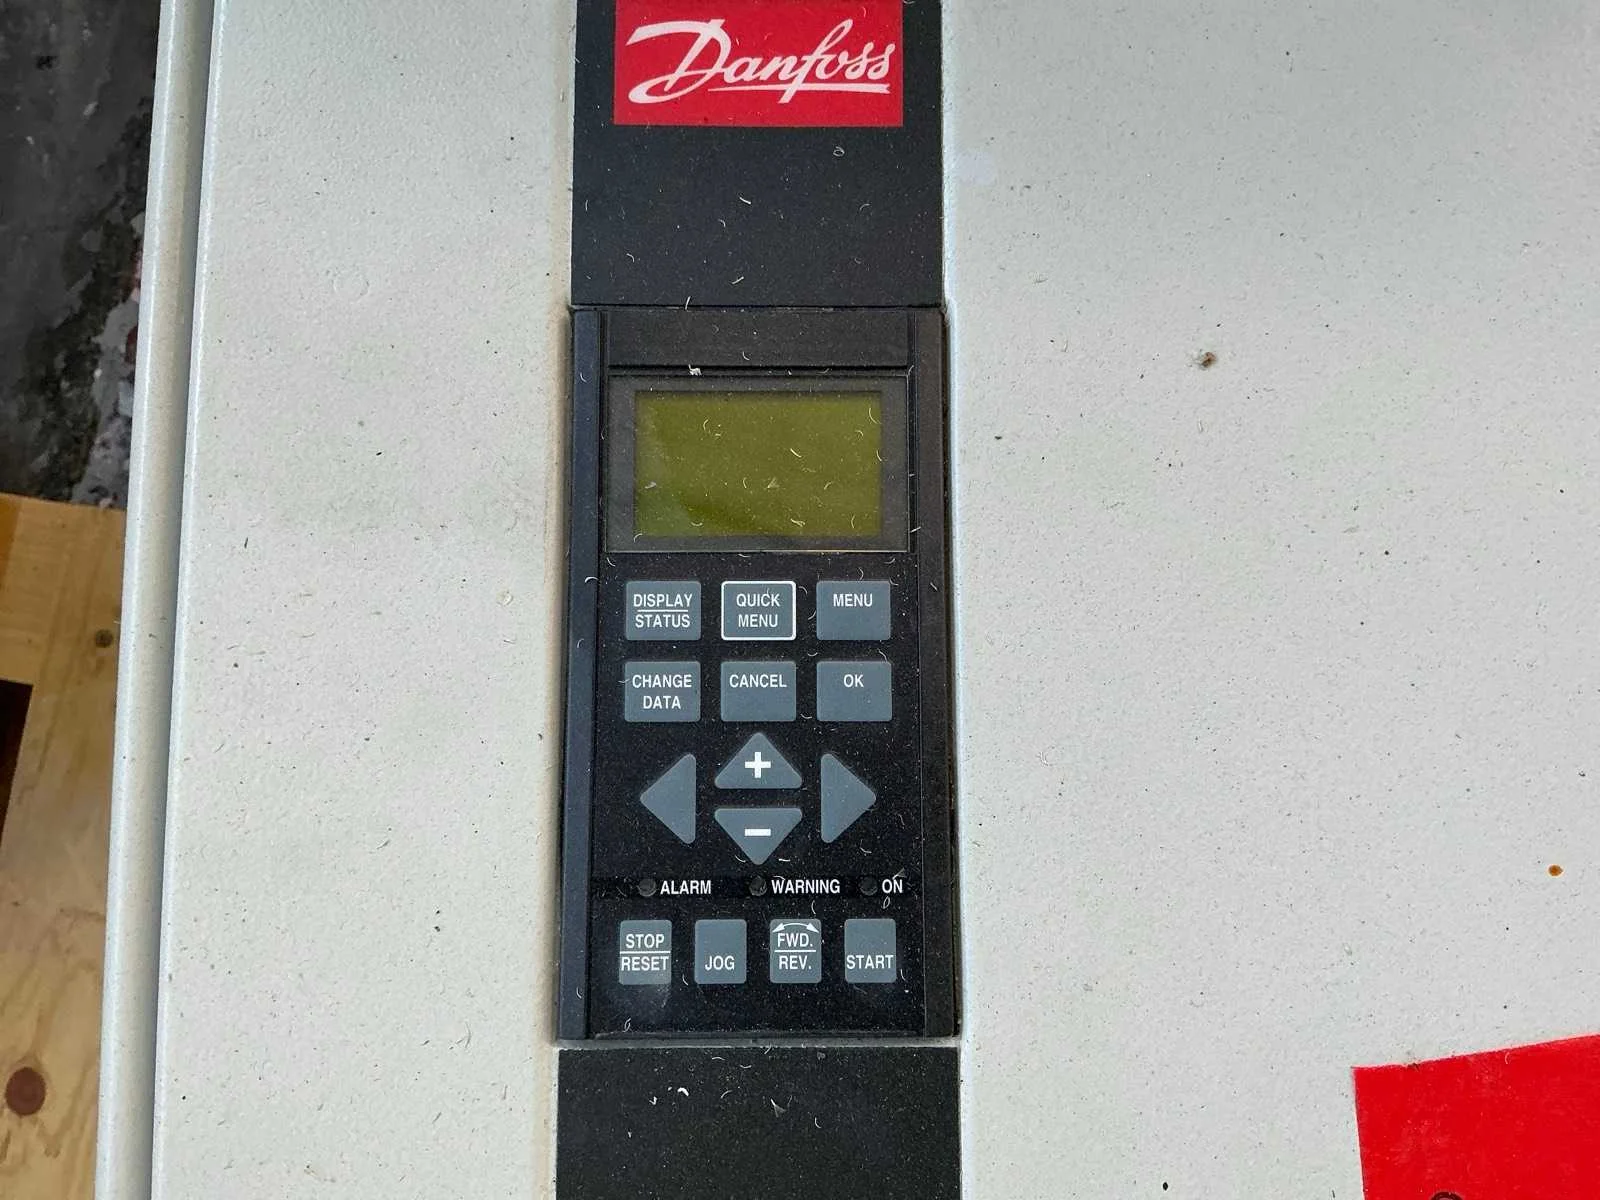 Danfoss
DISPLAY
STATUS
QUICK
MENU
MENU
CHANGE
DATA
CANCEL
OK
+
−
ALARM
WARNING
ON
STOP
RESET
JOG
FWD.
REV.
START